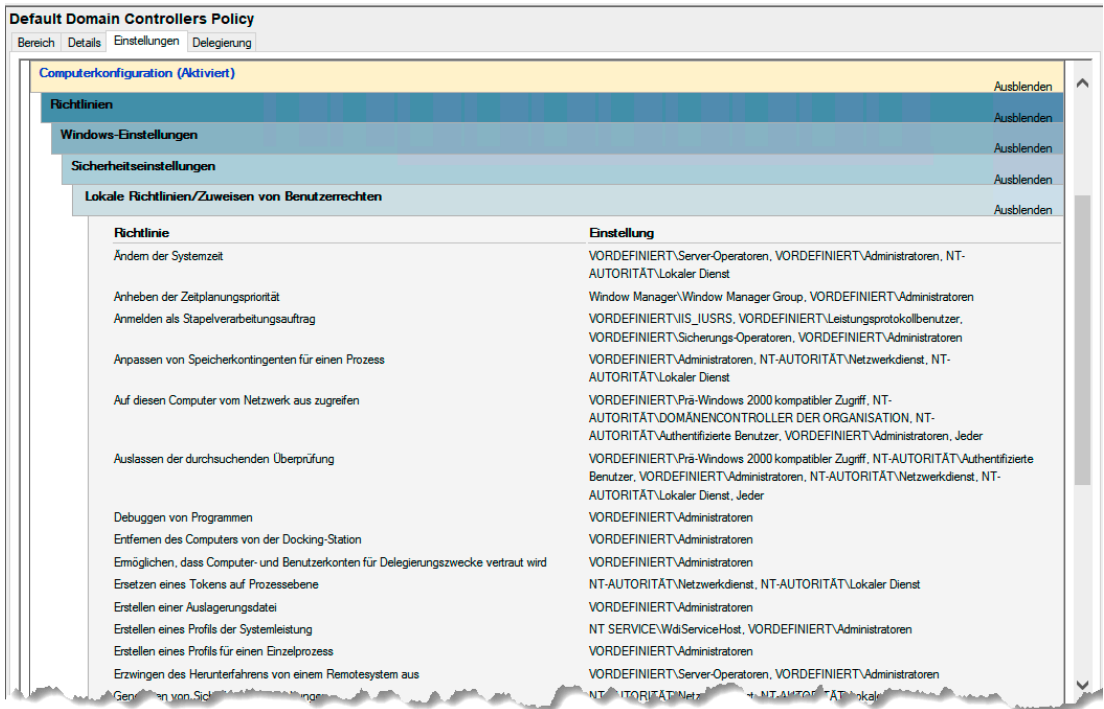 Default Domain Controllers Policy
Bereich Details Einstellungen Delegierung
Computerkonfiguration (Aktiviert)
Ausblenden
Richtlinien
Ausblenden
Windows-Einstellungen
Ausblenden
Sicherheitseinstellungen
Ausblenden
Lokale Richtlinien/Zuweisen von Benutzerrechten
Ausblenden
Richtlinie Einstellung
Ändern der Systemzeit VORDEFINIERT\Server-Operatoren, VORDEFINIERT\Administratoren, NT-
AUTORITÄT\Lokaler Dienst
Anheben der Zeitplanungspriorität Window Manager\Window Manager Group, VORDEFINIERT\Administratoren
Anmelden als Stapelverarbeitungsauftrag VORDEFINIERT\IIS_IUSRS, VORDEFINIERT\Leistungsprotokollbenutzer,
VORDEFINIERT\Sicherungs-Operatoren, VORDEFINIERT\Administratoren
Anpassen von Speicherkontingenten für einen Prozess VORDEFINIERT\Administratoren, NT-AUTORITÄT\Netzwerkdienst, NT-
AUTORITÄT\Lokaler Dienst
Auf diesen Computer vom Netzwerk aus zugreifen VORDEFINIERT\Prä-Windows 2000 kompatibler Zugriff, NT-
AUTORITÄT\DOMÄNENCONTROLLER DER ORGANISATION, NT-
AUTORITÄT\Authentifizierte Benutzer, VORDEFINIERT\Administratoren, Jeder
Auslassen der durchsuchenden Überprüfung VORDEFINIERT\Prä-Windows 2000 kompatibler Zugriff, NT-AUTORITÄT\Authentifizierte
Benutzer, VORDEFINIERT\Administratoren, NT-AUTORITÄT\Netzwerkdienst, NT-
AUTORITÄT\Lokaler Dienst, Jeder
Debuggen von Programmen VORDEFINIERT\Administratoren
Entfernen des Computers von der Docking-Station VORDEFINIERT\Administratoren
Ermöglichen, dass Computer- und Benutzerkonten für Delegierungszwecke vertraut wird VORDEFINIERT\Administratoren
Ersetzen eines Tokens auf Prozessebene NT-AUTORITÄT\Netzwerkdienst, NT-AUTORITÄT\Lokaler Dienst
Erstellen einer Auslagerungsdatei VORDEFINIERT\Administratoren
Erstellen eines Profils der Systemleistung NT SERVICE\WdiServiceHost, VORDEFINIERT\Administratoren
Erstellen eines Profils für einen Einzelprozess VORDEFINIERT\Administratoren
Erzwingen des Herunterfahrens von einem Remotesystem aus VORDEFINIERT\Server-Operatoren, VORDEFINIERT\Administratoren
von